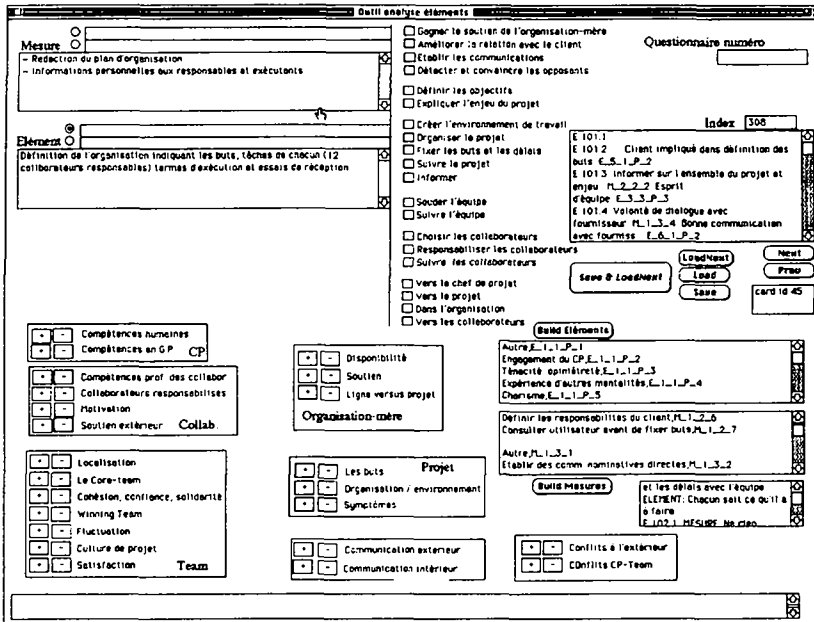 Outil analyse éléments
Mesure
- Rédaction du plan d'organisation
- Informations personnelles aux responsables et exécutants
Elément
Définition de l'organisation indiquant les buts, tâches de chacun (12
collaborateurs responsables) termes d'exécution et essais de réception
Gagner le soutien de l'organisation-mère
Améliorer la relation avec le client
Etablir les communications
Détecter et convaincre les opposants
Définir les objectifs
Expliquer l'enjeu du projet
Créer l'environnement de travail
Organiser le projet
Fixer les buts et les délais
Suivre le projet
Informer
Souder l'équipe
Suivre l'équipe
Choisir les collaborateurs
Responsabiliser les collaborateurs
Suivre les collaborateurs
Vers le chef de projet
Vers le projet
Dans l'organisation
Vers les collaborateurs
Questionnaire numéro
Index 308
E 101.1
E 101.2 Client impliqué dans définition des
buts E_5_1_P_2
E 101.3 Informer sur l'ensemble du projet et
enjeu M_2_2_2 Esprit
d'équipe E_3_3_P_3
E 101.4 Volonté de dialogue avec
fournisseur M_1_3_4 Bonne communication
avec fourniss E_6_1_P_2
Save & LoadNext
LoadNext
Load
Save
Next
Prev
card id 45
+ - Compétences humaines
+ - Compétences en GP CP
+ - Compétences prof. des collabor
+ - Collaborateurs responsabilisés
+ - Motivation
+ - Soutien extérieur Collab.
+ - Localisation
+ - Le Core-team
+ - Cohésion, confiance, solidarité
+ - Winning Team
+ - Fluctuation
+ - Culture de projet
+ - Satisfaction Team
+ - Disponibilité
+ - Soutien
+ - Ligne versus projet
Organisation-mère
+ - Les buts Projet
+ - Organisation / environnement
+ - Symptômes
+ - Communication extérieur
+ - Communication intérieur
Build Eléments
Autre,E_1_1_P_1
Engagement du CP,E_1_1_P_2
Ténacité opiniâtreté,E_1_1_P_3
Expérience d'autres mentalités,E_1_1_P_4
Charisme,E_1_1_P_5
Définir les responsabilités du client,M_1_2_6
Consulter utilisateur avant de fixer buts,M_1_2_7
Autre,M_1_3_1
Etablir des comm nominatives directes,M_1_3_2
Build Mesures
et les délais avec l'équipe
ELEMENT: Chacun sait ce qu'il a
à faire
E 102.1 MESURE
+ - Conflits à l'extérieur
+ - COnflits CP-Team